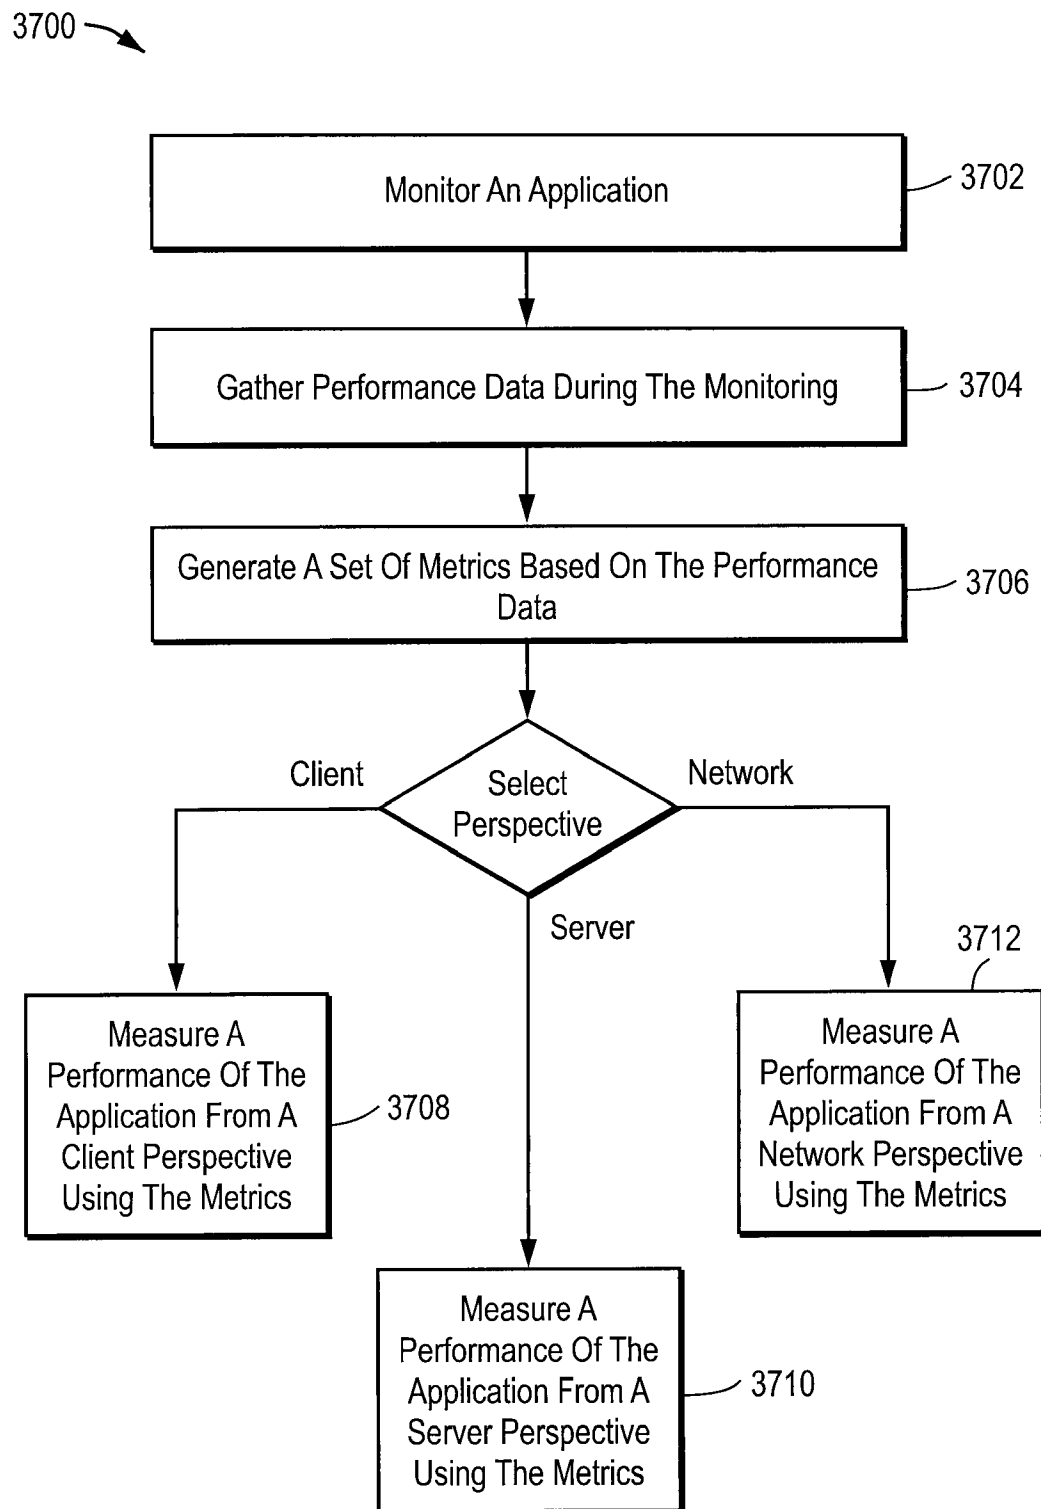 3700
Monitor An Application
3702
Gather Performance Data During The Monitoring
3704
Generate A Set Of Metrics Based On The Performance
Data
3706
Client
Select
Perspective
Network
Server
3712
Measure A
Performance Of The
Application From A
Client Perspective
Using The Metrics
3708
Measure A
Performance Of The
Application From A
Network Perspective
Using The Metrics
Measure A
Performance Of The
Application From A
Server Perspective
Using The Metrics
3710